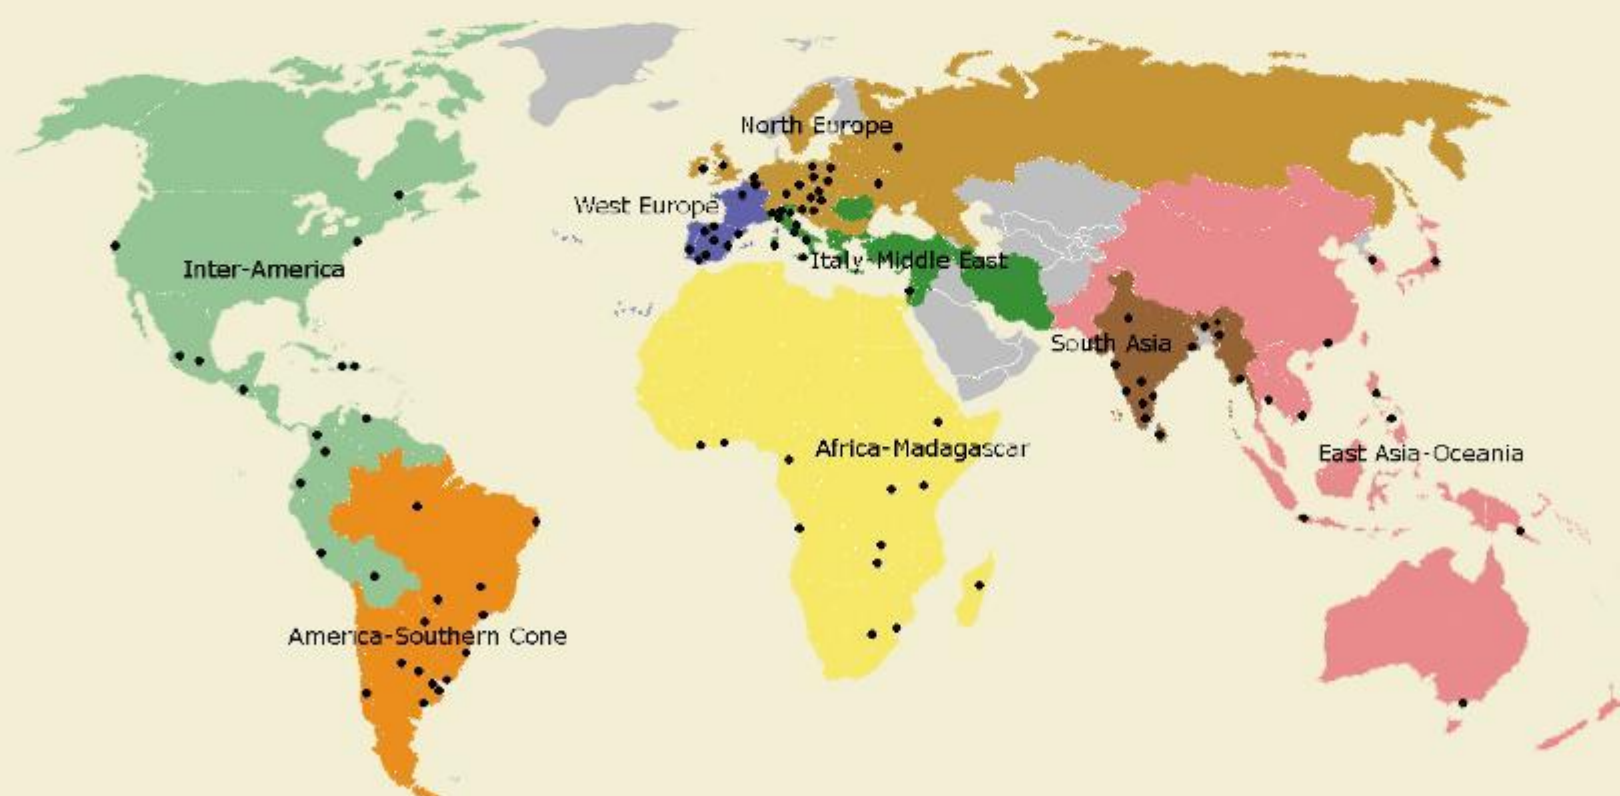 North Europe
West Europe
Italy-Middle East
Inter-America
South Asia
Africa-Madagascar
East Asia-Oceania
America-Southern Cone